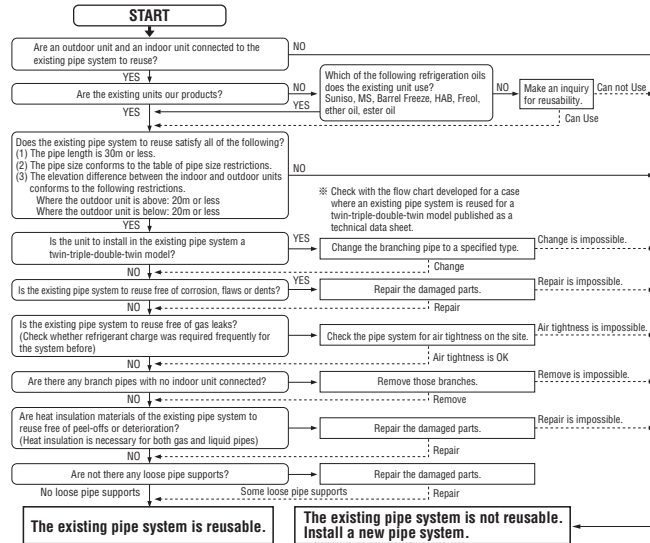 START
Are an outdoor unit and an indoor unit connected to the
existing pipe system to reuse?
NO
YES
Are the existing units our products?
NO
YES
Which of the following refrigeration oils
does the existing unit use?
Suniso, MS, Barrel Freeze, HAB, Freol,
ether oil, ester oil
NO
YES
Make an inquiry
for reusability.
Can not Use
Can Use
Does the existing pipe system to reuse satisfy all of the following?
(1) The pipe length is 30m or less.
(2) The pipe size conforms to the table of pipe size restrictions.
(3) The elevation difference between the indoor and outdoor units
conforms to the following restrictions.
Where the outdoor unit is above: 20m or less
Where the outdoor unit is below: 20m or less
NO
YES
※ Check with the flow chart developed for a case
where an existing pipe system is reused for a
twin-triple-double-twin model published as a
technical data sheet.
Is the unit to install in the existing pipe system a
twin-triple-double-twin model?
YES
NO
Change the branching pipe to a specified type.
Change is impossible.
Change
Is the existing pipe system to reuse free of corrosion, flaws or dents?
YES
NO
Repair the damaged parts.
Repair is impossible.
Repair
Is the existing pipe system to reuse free of gas leaks?
(Check whether refrigerant charge was required frequently for
the system before)
NO
Check the pipe system for air tightness on the site.
Air tightness is impossible.
Air tightness is OK
Are there any branch pipes with no indoor unit connected?
NO
Remove those branches.
Remove is impossible.
Remove
Are heat insulation materials of the existing pipe system to
reuse free of peel-offs or deterioration?
(Heat insulation is necessary for both gas and liquid pipes)
NO
Repair the damaged parts.
Repair is impossible.
Repair
Are not there any loose pipe supports?
Repair the damaged parts.
No loose pipe supports
Some loose pipe supports
Repair
The existing pipe system is reusable.
The existing pipe system is not reusable.
Install a new pipe system.